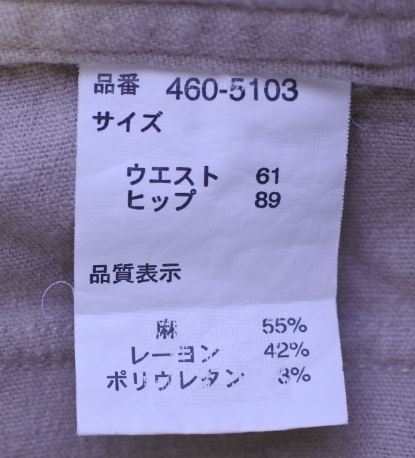 品番 460-5103
サイズ
ウエスト 61
ヒップ 89
品質表示
麻 55%
レーヨン 42%
ポリウレタン 3%